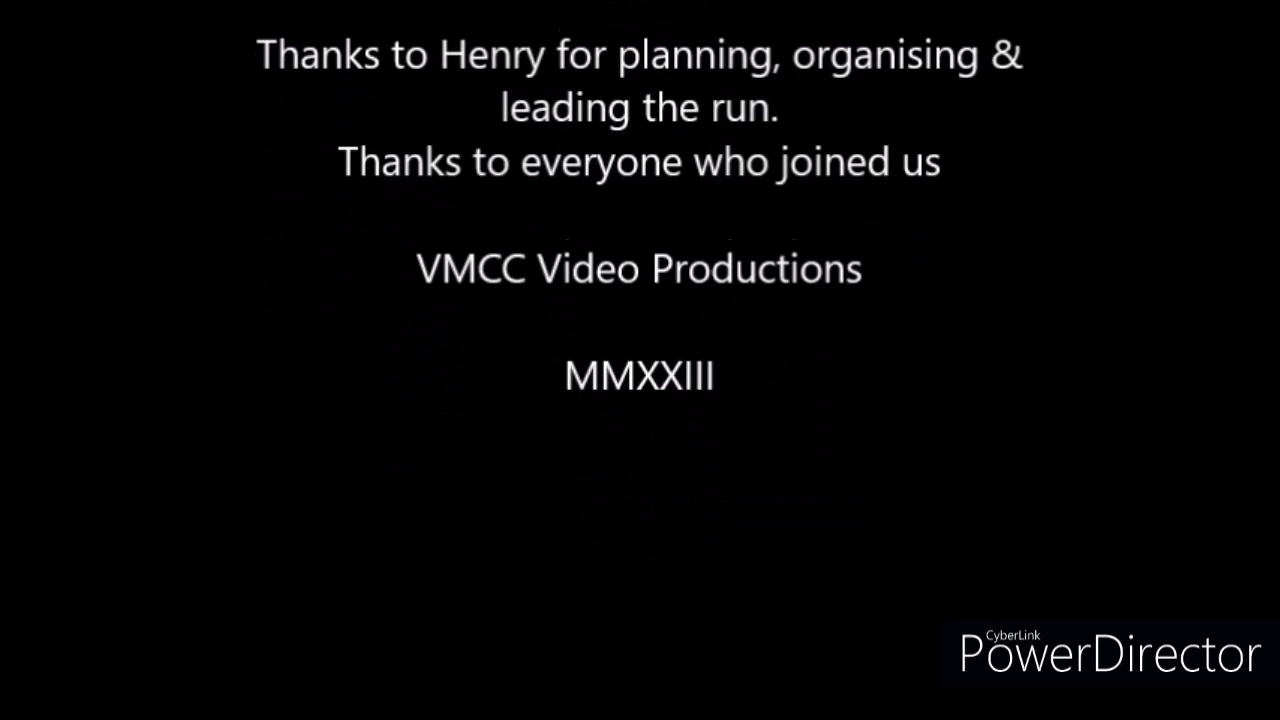 Thanks to Henry for planning, organising &
leading the run.
Thanks to everyone who joined us
VMCC Video Productions
MMXXIII
CyberLink
PowerDirector